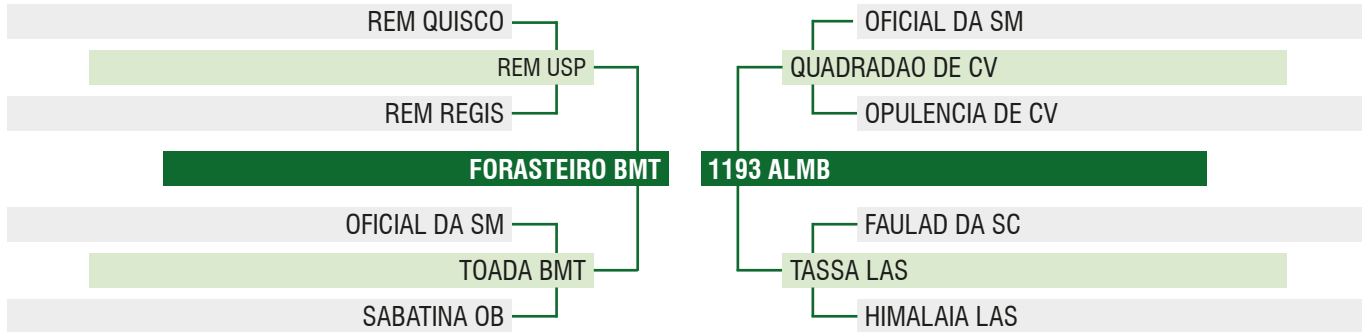 REM QUISCO
REM USP
REM REGIS
FORASTEIRO BMT
OFICIAL DA SM
TOADA BMT
SABATINA OB
OFICIAL DA SM
QUADRADAO DE CV
OPULENCIA DE CV
1193 ALMB
FAULAD DA SC
TASSA LAS
HIMALAIA LAS